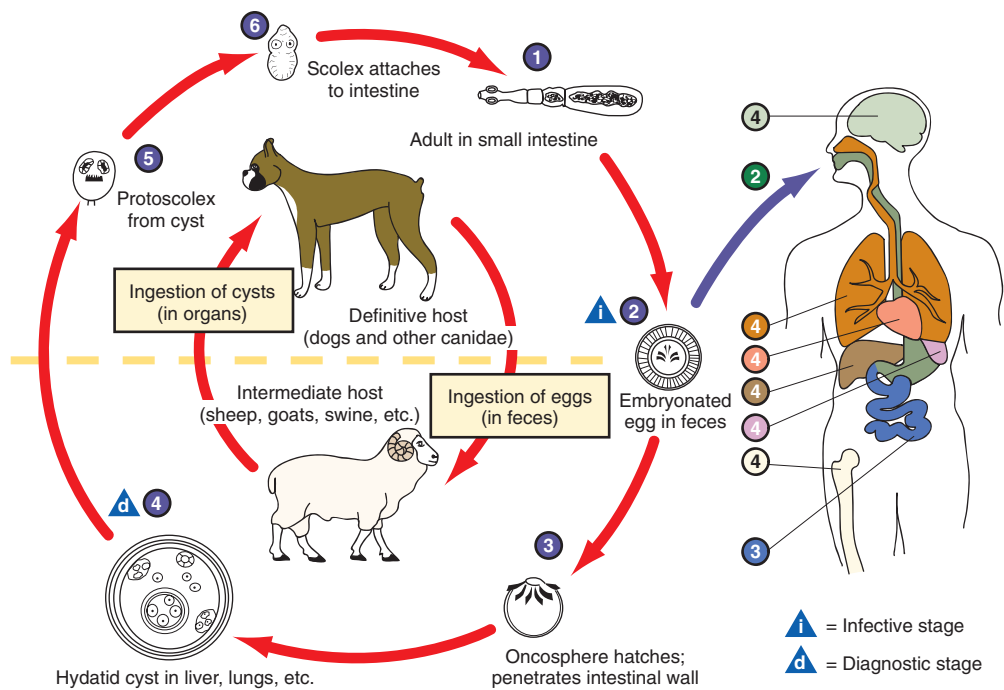 6
Scolex attaches
to intestine
1
Adult in small intestine
5
Protoscolex
from cyst
Ingestion of cysts
(in organs)
Definitive host
(dogs and other canidae)
i
2
Embryonated
egg in feces
Intermediate host
(sheep, goats, swine, etc.)
Ingestion of eggs
(in feces)
d
4
Hydatid cyst in liver, lungs, etc.
3
Oncosphere hatches;
penetrates intestinal wall
4
2
4
4
4
4
4
3
i = Infective stage
d = Diagnostic stage